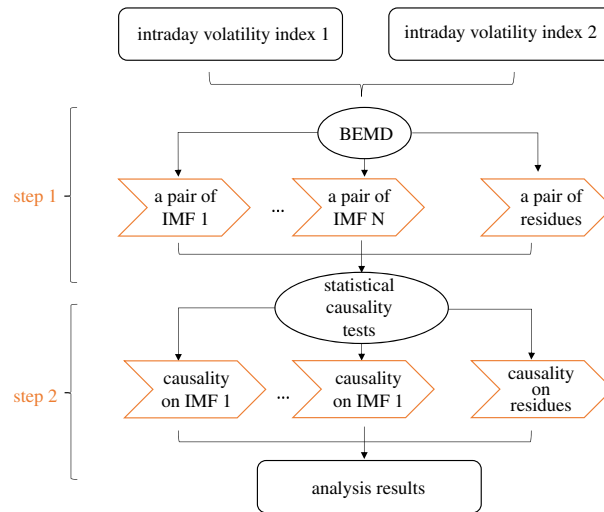 intraday volatility index 1
intraday volatility index 2
BEMD
step 1
a pair of
IMF 1
...
a pair of
IMF N
a pair of
residues
statistical
causality
tests
step 2
causality
on IMF 1
...
causality
on IMF 1
causality
on
residues
analysis results